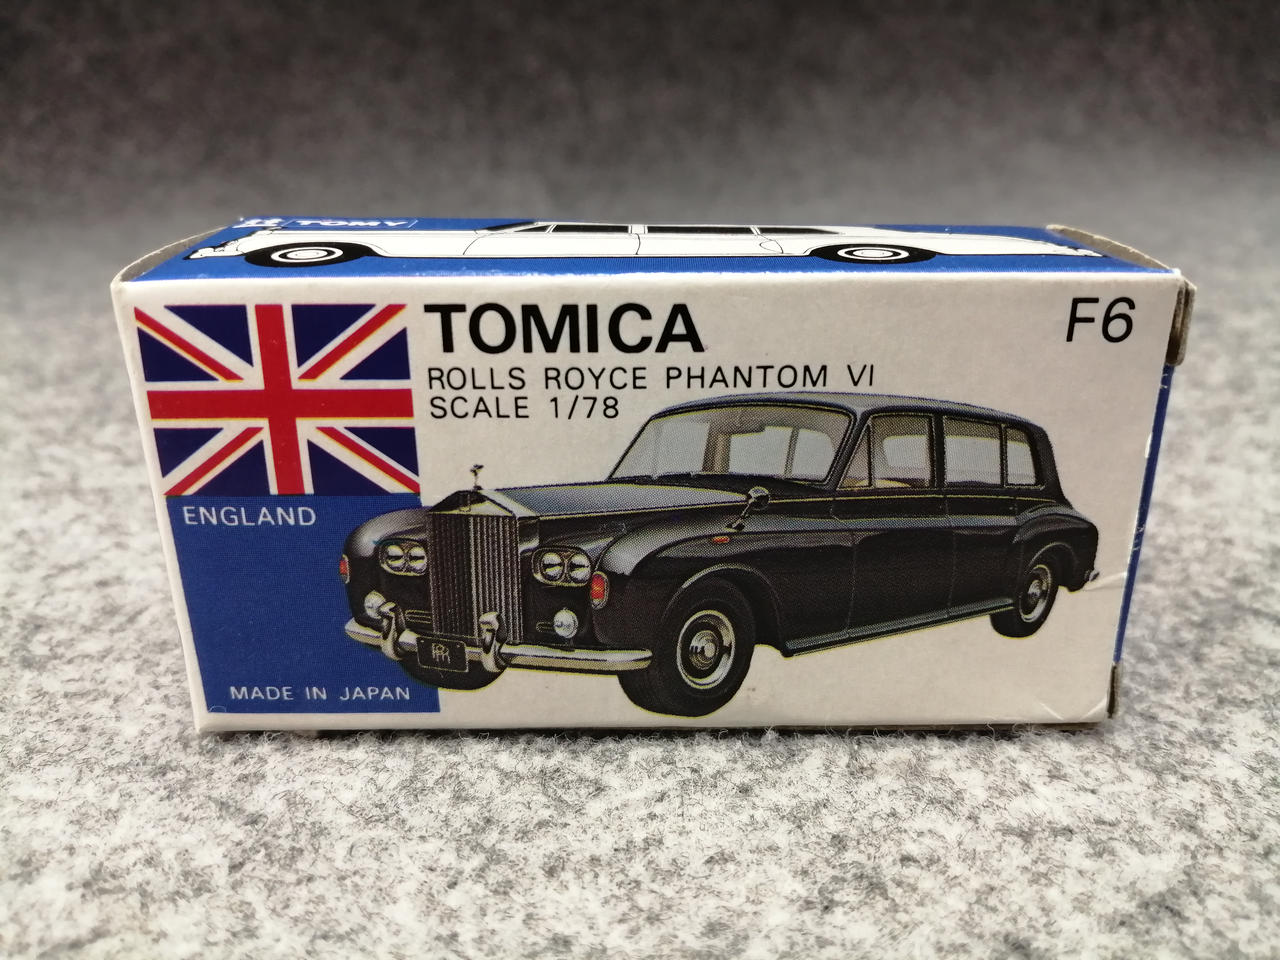 TOMY
TOMICA
F6
ROLLS ROYCE PHANTOM VI
SCALE 1/78
ENGLAND
MADE IN JAPAN